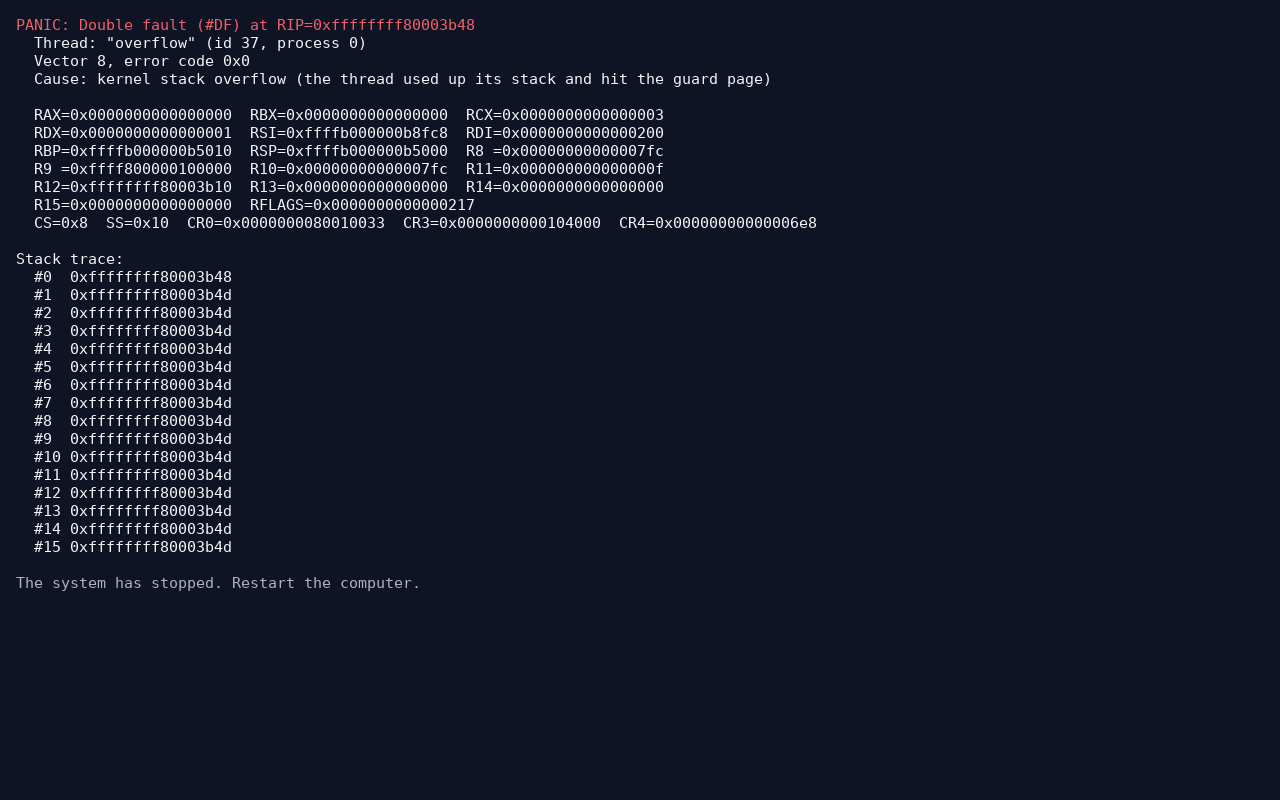 PANIC: Double fault (#DF) at RIP=0xffffffff80003b48
Thread: "overflow" (id 37, process 0)
Vector 8, error code 0x0
Cause: kernel stack overflow (the thread used up its stack and hit the guard page)
RAX=0x0000000000000000  RBX=0x0000000000000000  RCX=0x0000000000000003
RDX=0x0000000000000001  RSI=0xffffb000000b8fc8  RDI=0x0000000000000200
RBP=0xffffb000000b5010  RSP=0xffffb000000b5000  R8 =0x00000000000007fc
R9 =0xffff800000100000  R10=0x00000000000007fc  R11=0x000000000000000f
R12=0xffffffff80003b10  R13=0x0000000000000000  R14=0x0000000000000000
R15=0x0000000000000000  RFLAGS=0x0000000000000217
CS=0x8  SS=0x10  CR0=0x0000000080010033  CR3=0x0000000000104000  CR4=0x00000000000006e8
Stack trace:
#0  0xffffffff80003b48
#1  0xffffffff80003b4d
#2  0xffffffff80003b4d
#3  0xffffffff80003b4d
#4  0xffffffff80003b4d
#5  0xffffffff80003b4d
#6  0xffffffff80003b4d
#7  0xffffffff80003b4d
#8  0xffffffff80003b4d
#9  0xffffffff80003b4d
#10 0xffffffff80003b4d
#11 0xffffffff80003b4d
#12 0xffffffff80003b4d
#13 0xffffffff80003b4d
#14 0xffffffff80003b4d
#15 0xffffffff80003b4d
The system has stopped. Restart the computer.